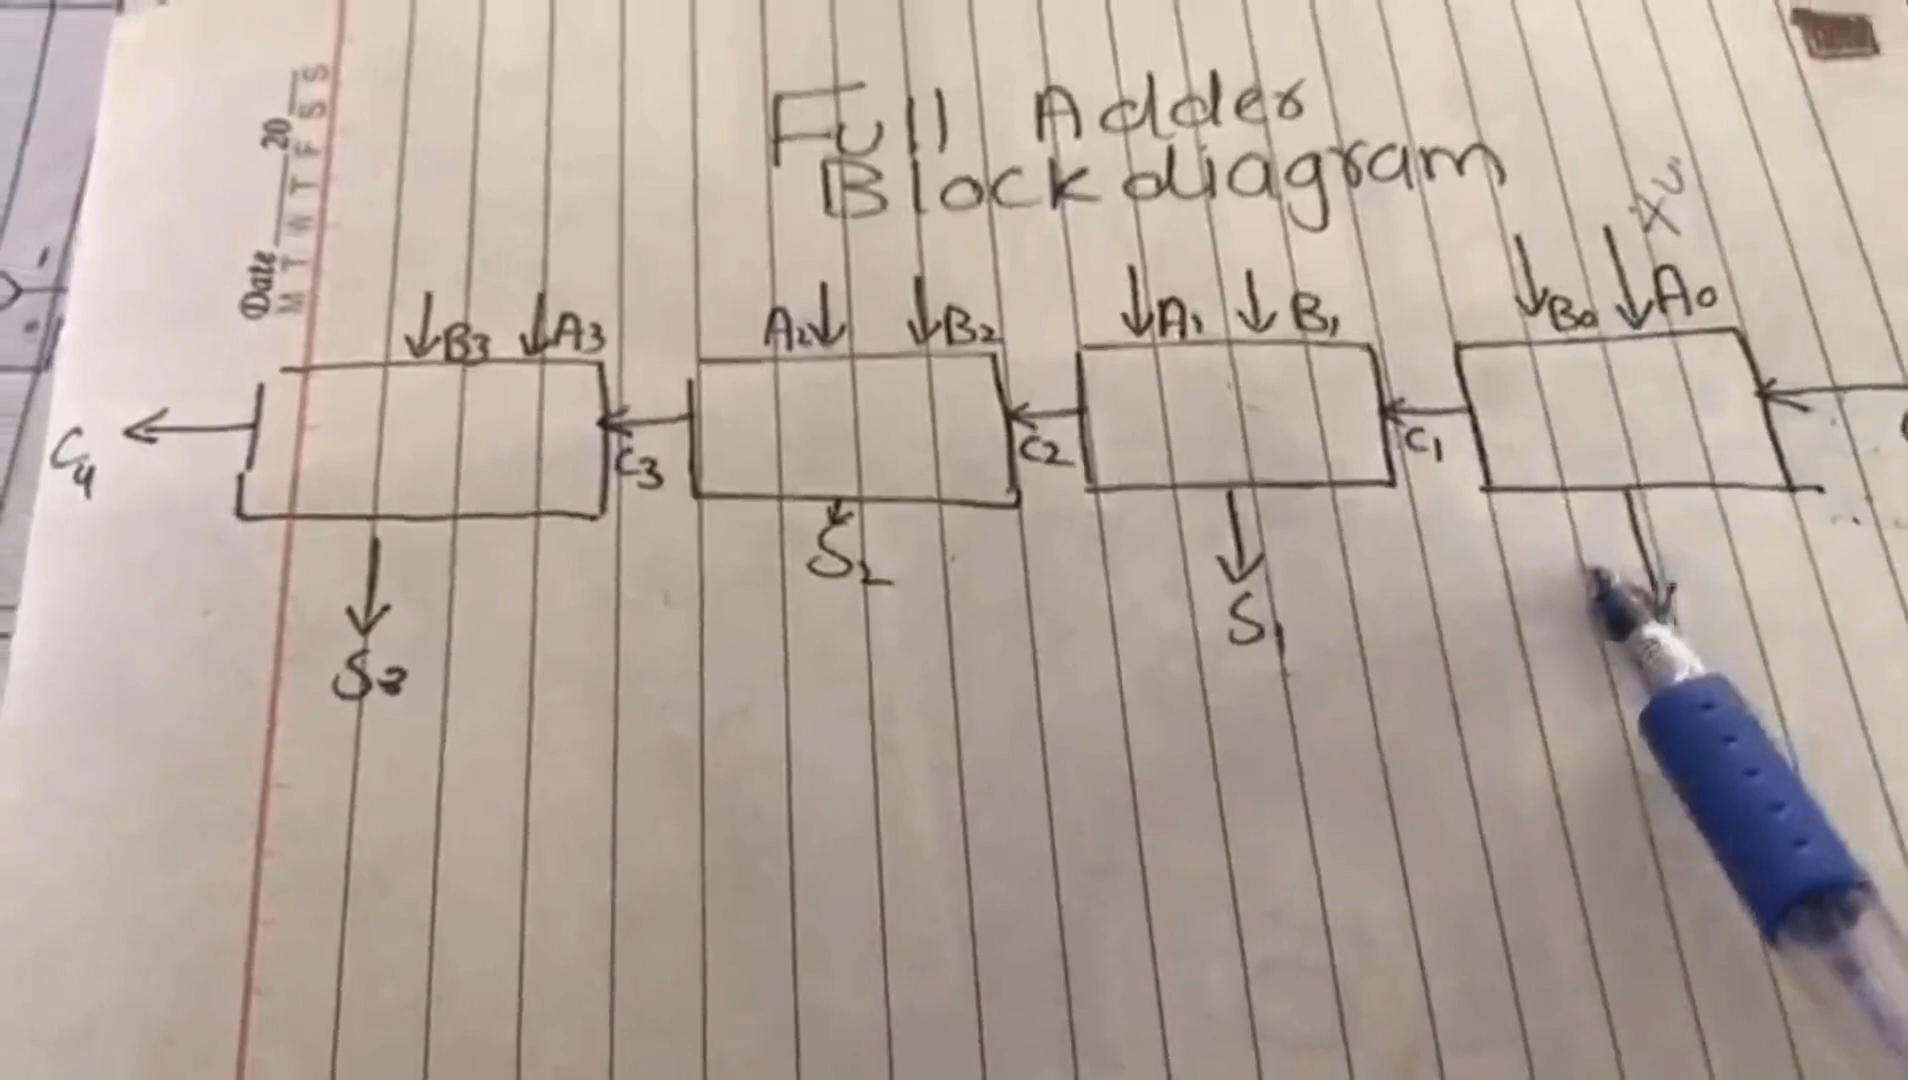 Full Adder
Block diagram
Date 20
M T W T F S S
B3 A3 A2 B2 A1 B1 B0 A0
C4 C3 C2 C1
S3 S2 S1